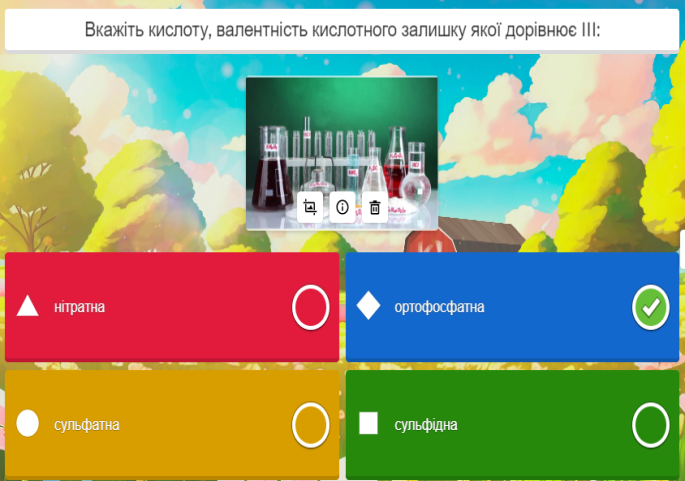 Вкажіть кислоту, валентність кислотного залишку якої дорівнює III:
нітратна
ортофосфатна
сульфатна
сульфідна